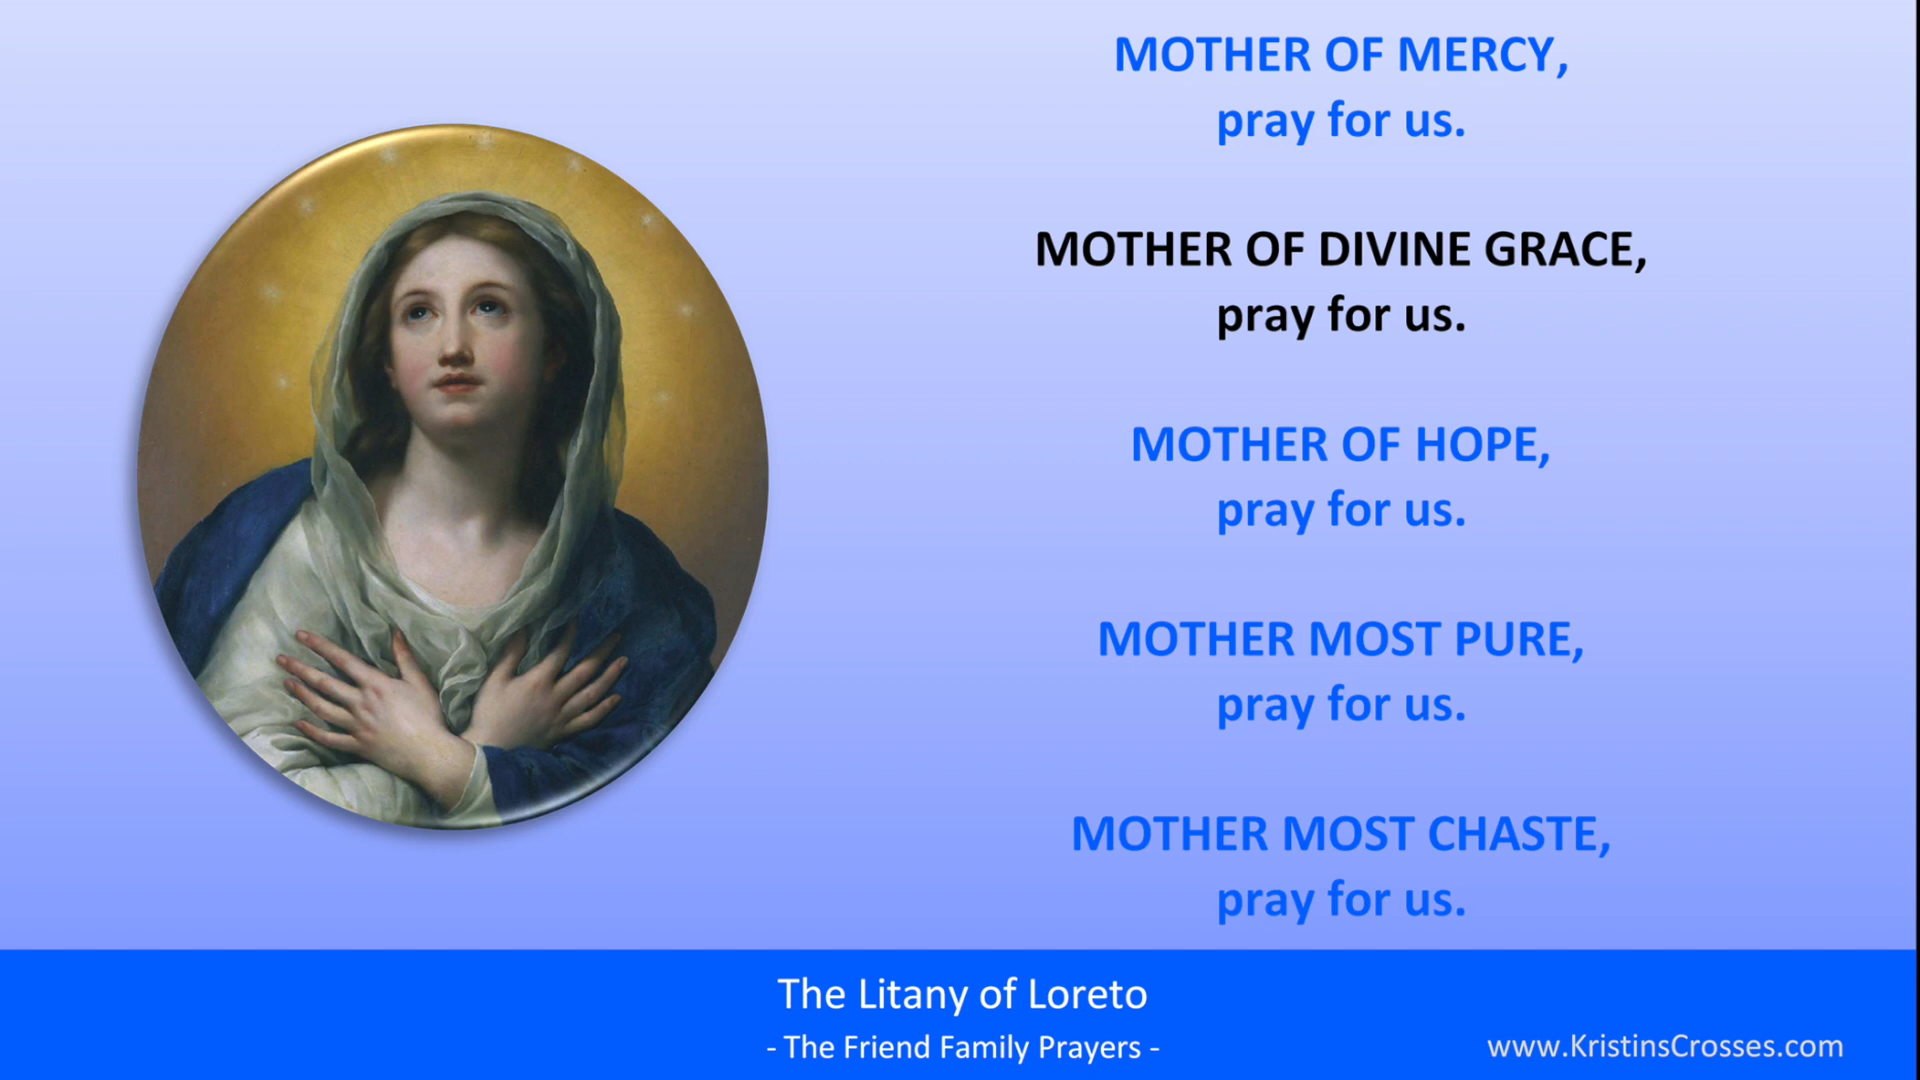 MOTHER OF MERCY,
pray for us.
MOTHER OF DIVINE GRACE,
pray for us.
MOTHER OF HOPE,
pray for us.
MOTHER MOST PURE,
pray for us.
MOTHER MOST CHASTE,
pray for us.
The Litany of Loreto
- The Friend Family Prayers -
www.KristinsCrosses.com